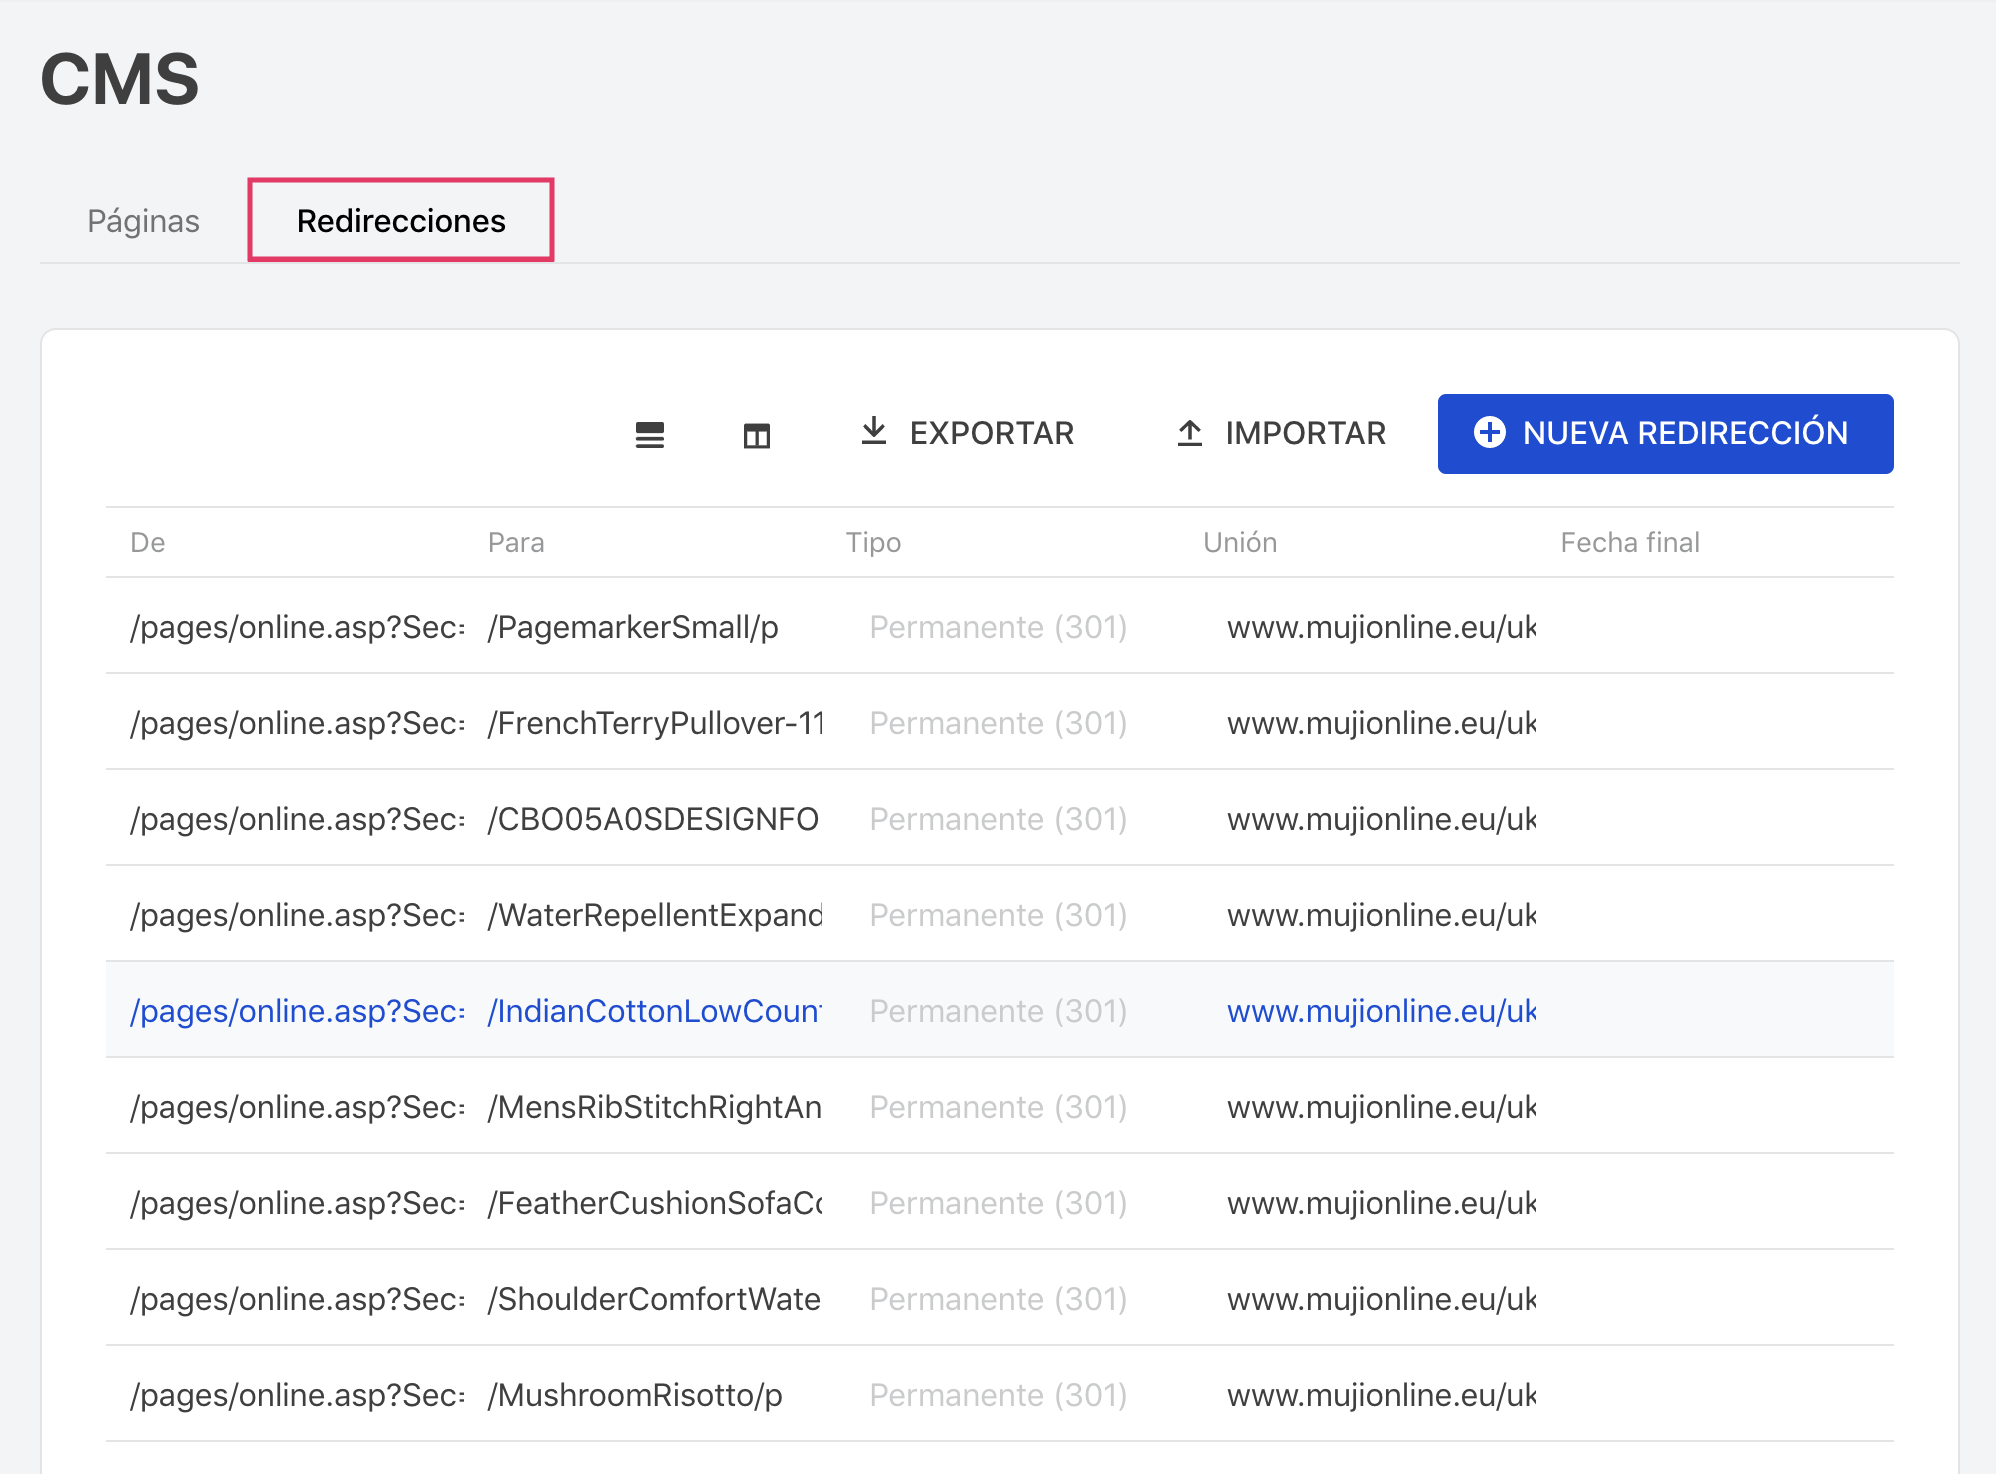 CMS
Páginas Redirecciones
EXPORTAR IMPORTAR NUEVA REDIRECCIÓN
De Para Tipo Unión Fecha final
/pages/online.asp?Sec= /PagemarkerSmall/p Permanente (301) www.mujionline.eu/uk
/pages/online.asp?Sec= /FrenchTerryPullover-11 Permanente (301) www.mujionline.eu/uk
/pages/online.asp?Sec= /CBO05A0SDESIGNFO Permanente (301) www.mujionline.eu/uk
/pages/online.asp?Sec= /WaterRepellentExpand Permanente (301) www.mujionline.eu/uk
/pages/online.asp?Sec= /IndianCottonLowCount Permanente (301) www.mujionline.eu/uk
/pages/online.asp?Sec= /MensRibStitchRightAn Permanente (301) www.mujionline.eu/uk
/pages/online.asp?Sec= /FeatherCushionSofaCo Permanente (301) www.mujionline.eu/uk
/pages/online.asp?Sec= /ShoulderComfortWate Permanente (301) www.mujionline.eu/uk
/pages/online.asp?Sec= /MushroomRisotto/p Permanente (301) www.mujionline.eu/uk